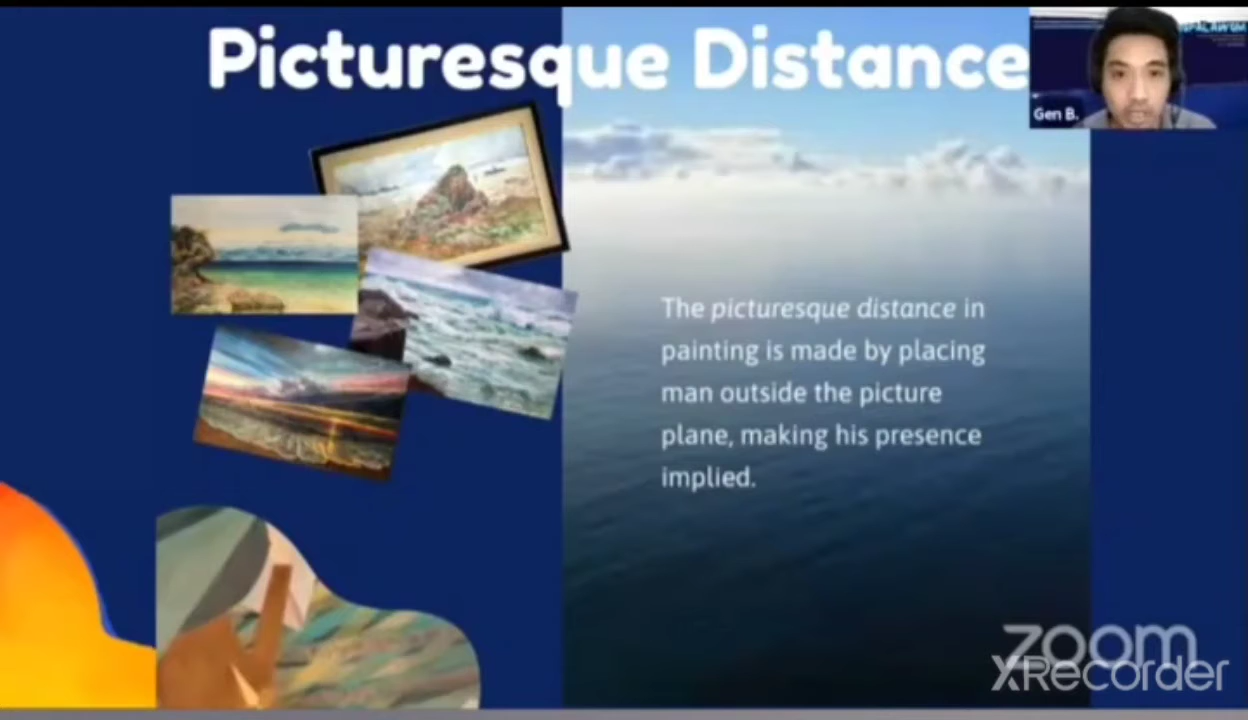 Picturesque Distance
Gen B.
The picturesque distance in
painting is made by placing
man outside the picture
plane, making his presence
implied.
zoom
XRecorder